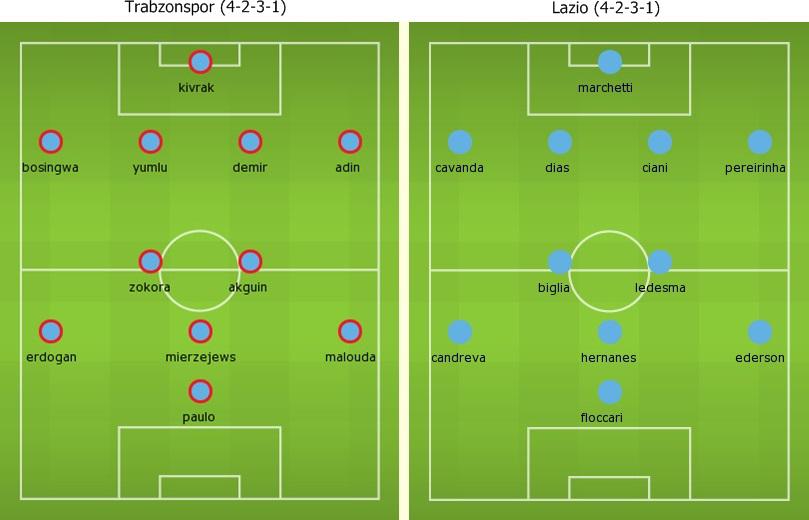 Trabzonspor (4-2-3-1)
kivrak
bosingwa yumlu demir adin
zokora akguin
erdogan mierzejews malouda
paulo
Lazio (4-2-3-1)
marchetti
cavanda dias ciani pereirinha
biglia ledesma
candreva hernanes ederson
floccari